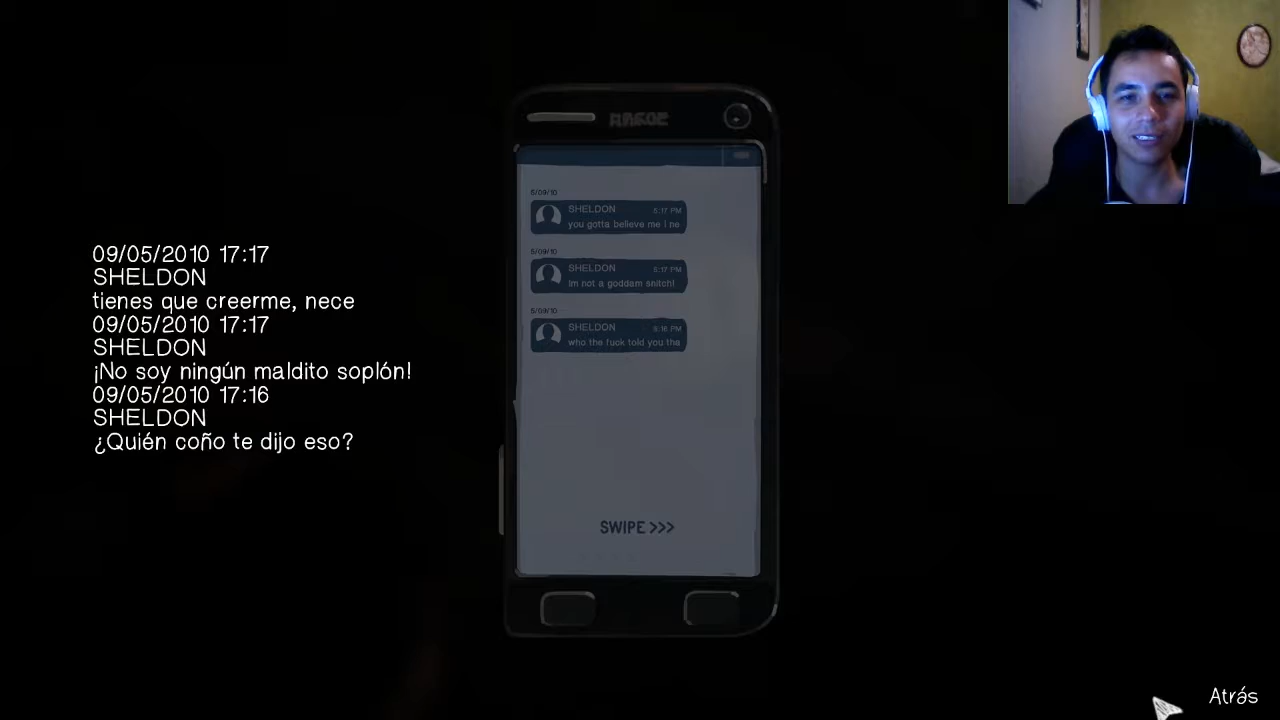 09/05/2010 17:17
SHELDON
tienes que creerme, nece
09/05/2010 17:17
SHELDON
¡No soy ningún maldito soplón!
09/05/2010 17:16
SHELDON
¿Quién coño te dijo eso?
5/09/10
SHELDON 5:17 PM
you gotta believe me i ne
5/09/10
SHELDON 5:17 PM
Im not a goddam snitch!
5/09/10
SHELDON 5:16 PM
who the fuck told you tha
SWIPE >>>
Atrás